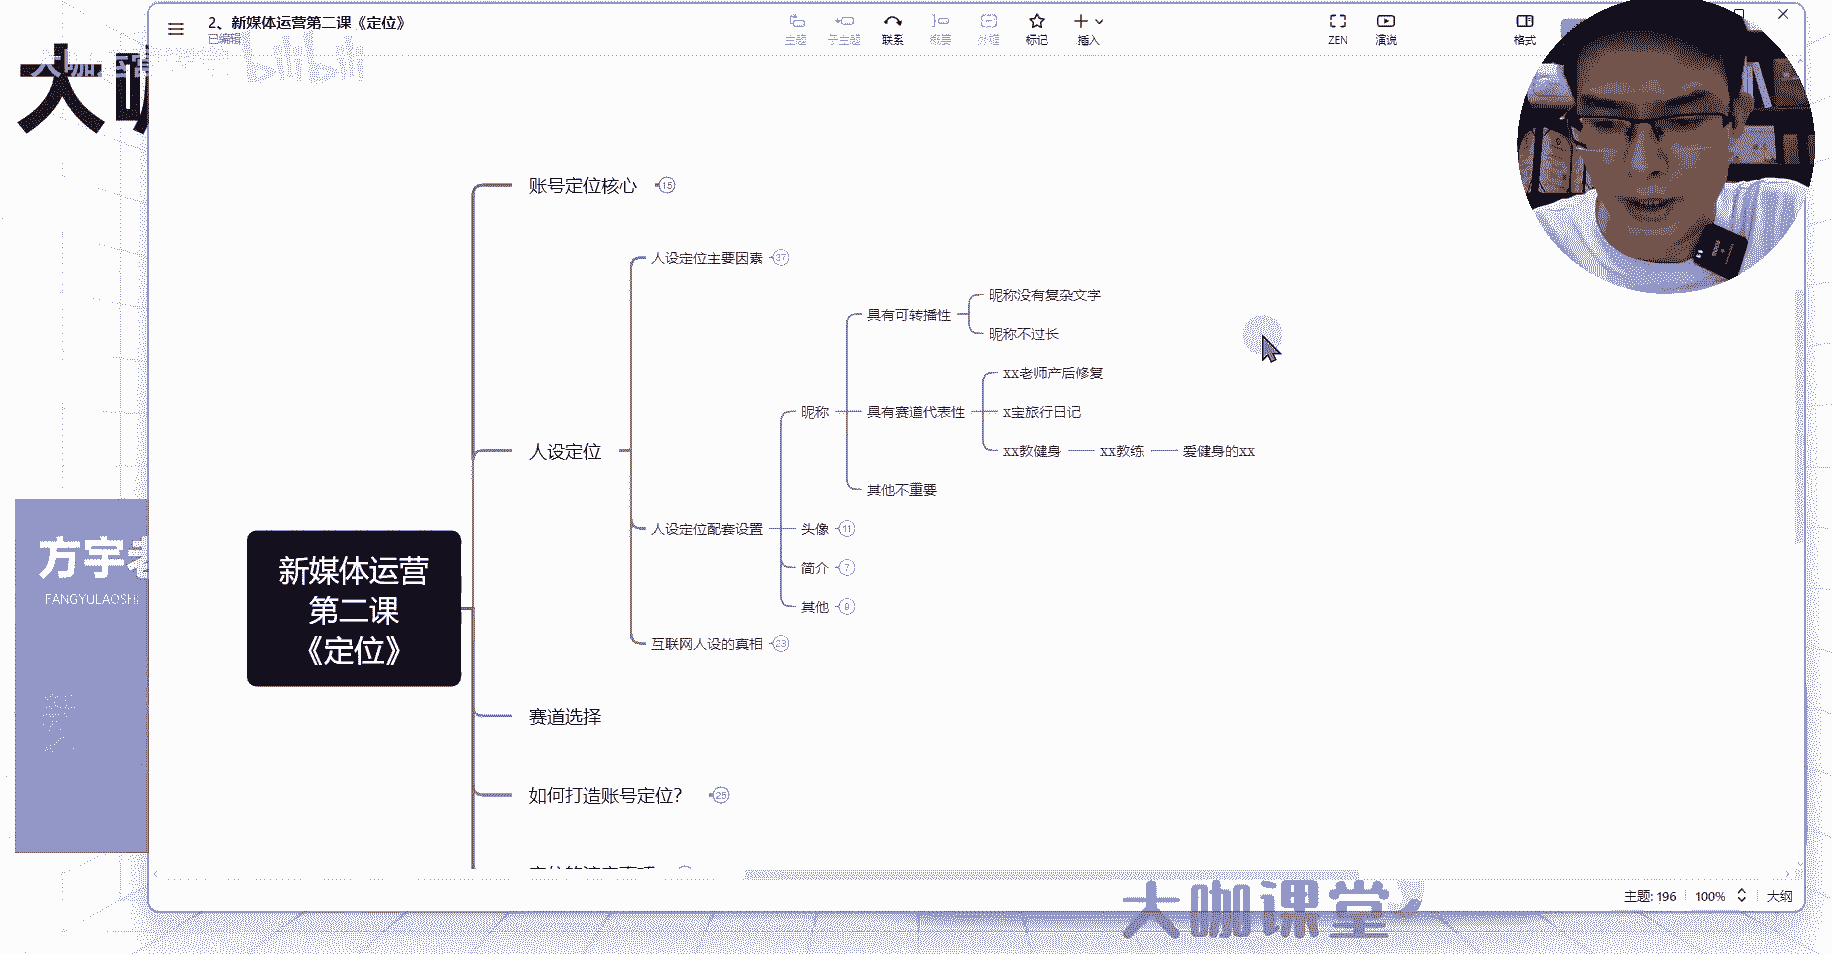 2、新媒体运营第二课《定位》
已编辑
主题
子主题
联系
概要
外框
标记
插入
ZEN
演说
格式
大咖运营
bilibili
大咖
账号定位核心 15
人设定位主要因素 37
昵称没有复杂文字
具有可转播性
昵称不过长
xx老师产后修复
昵称
具有赛道代表性
x宝旅行日记
人设定位
xx教健身
xx教练
爱健身的xx
其他不重要
人设定位配套设置
头像 11
简介 7
其他 9
互联网人设的真相 23
新媒体运营
第二课
《定位》
方宇老
FANGYULAOSHI
赛道选择
如何打造账号定位? 25
主题: 196
100%
大纲
大咖课堂